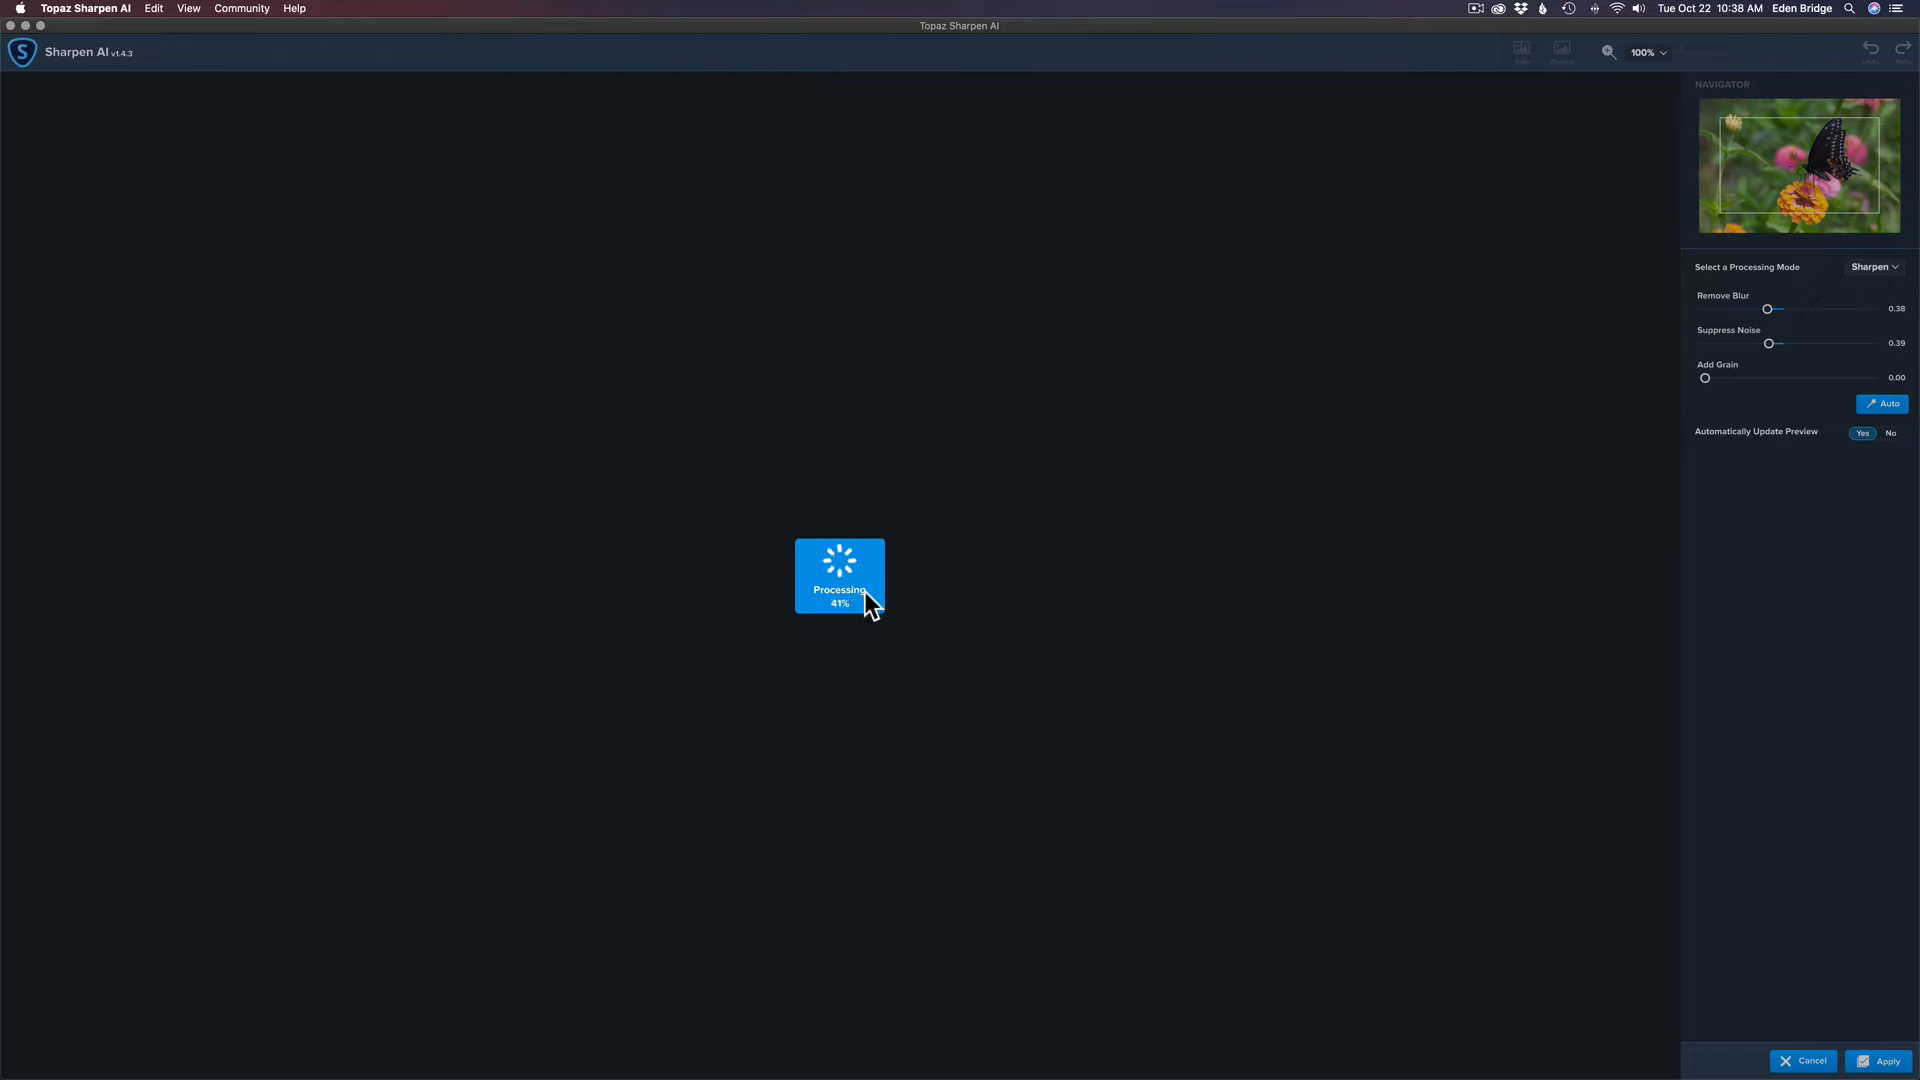 Topaz Sharpen AI Edit View Community Help Tue Oct 22 10:38 AM Eden Bridge
Topaz Sharpen AI
S Sharpen AI v1.4.3 100%
NAVIGATOR
Select a Processing Mode Sharpen
Remove Blur
0.38
Suppress Noise
0.39
Add Grain
0.00
Auto
Automatically Update Preview Yes No
Processing
41%
Cancel Apply